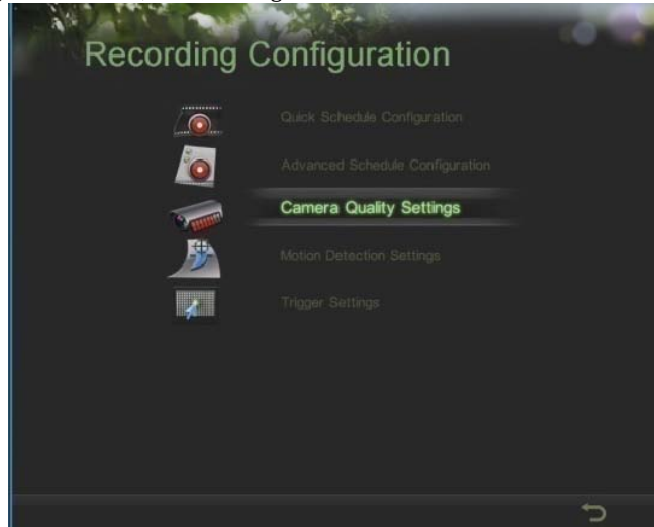 Recording Configuration
Quick Schedule Configuration
Advanced Schedule Configuration
Camera Quality Settings
Motion Detection Settings
Trigger Settings